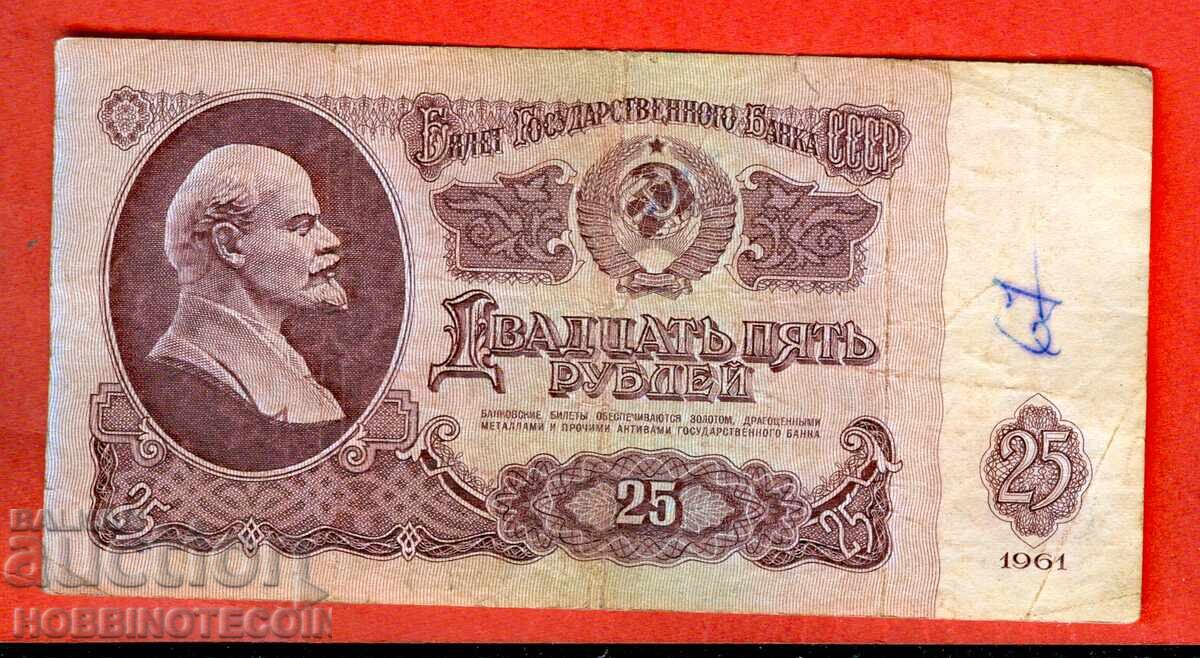 Билет Государственного Банка СССР
Двадцать пять
рублей
Банковские билеты обеспечиваются золотом, драгоценными
металлами и прочими активами Государственного банка
25
25
25
25
1961
67
BALKAN
auction
HOBBINOTECOIN